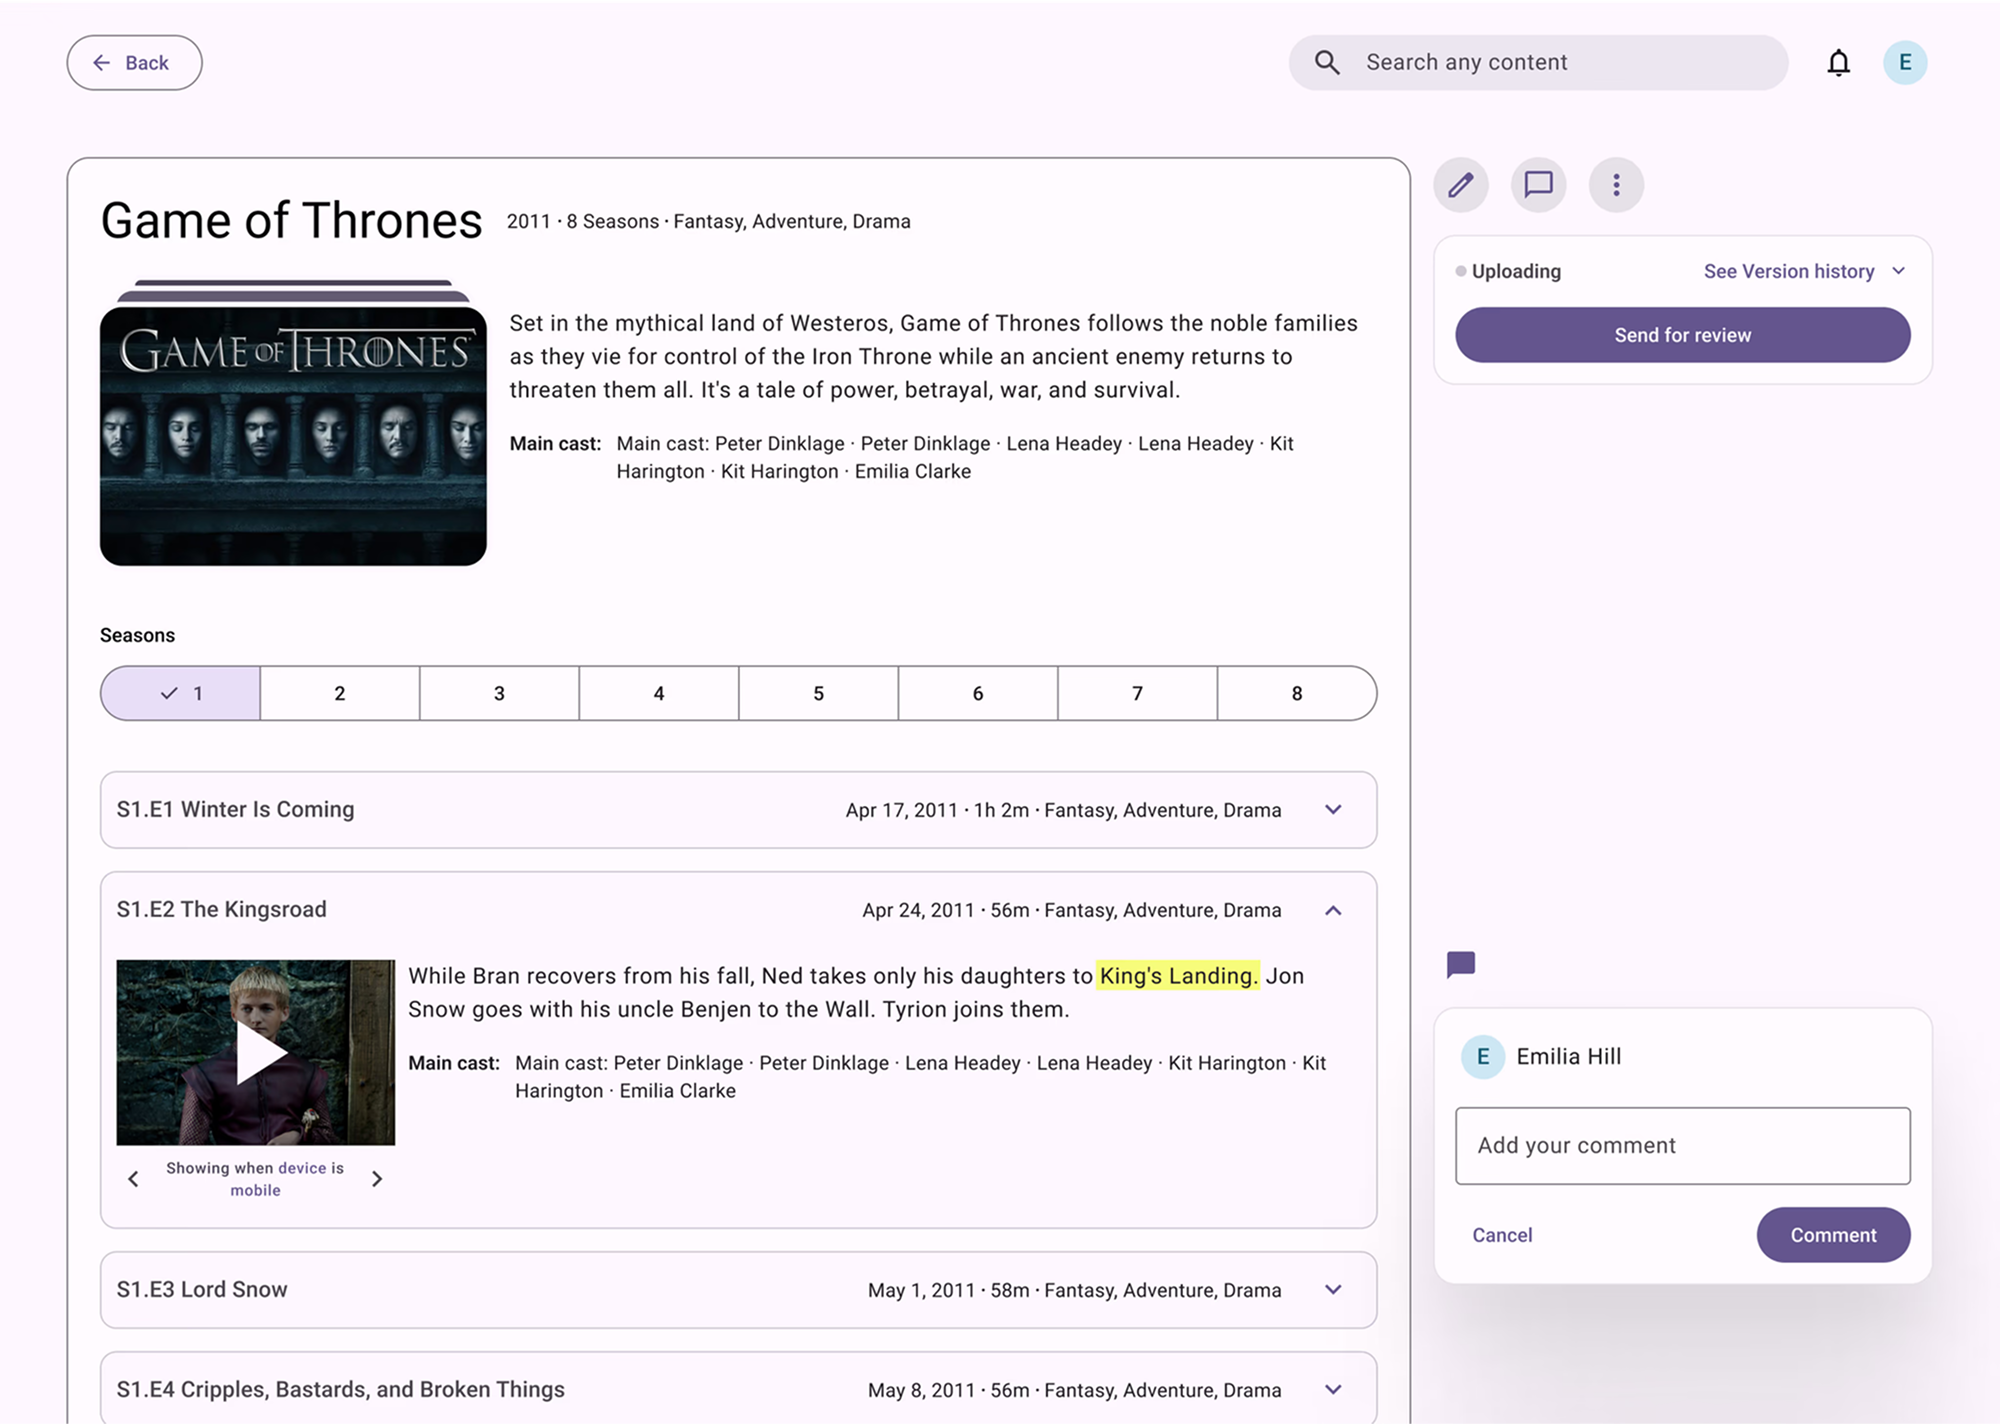 Back
Search any content
E
Game of Thrones 2011 · 8 Seasons · Fantasy, Adventure, Drama
GAME OF THRONES
Set in the mythical land of Westeros, Game of Thrones follows the noble families
as they vie for control of the Iron Throne while an ancient enemy returns to
threaten them all. It's a tale of power, betrayal, war, and survival.
Main cast: Main cast: Peter Dinklage · Peter Dinklage · Lena Headey · Lena Headey · Kit
Harington · Kit Harington · Emilia Clarke
Uploading See Version history
Send for review
Seasons
1 2 3 4 5 6 7 8
S1.E1 Winter Is Coming Apr 17, 2011 · 1h 2m · Fantasy, Adventure, Drama
S1.E2 The Kingsroad Apr 24, 2011 · 56m · Fantasy, Adventure, Drama
While Bran recovers from his fall, Ned takes only his daughters to King's Landing. Jon
Snow goes with his uncle Benjen to the Wall. Tyrion joins them.
Main cast: Main cast: Peter Dinklage · Peter Dinklage · Lena Headey · Lena Headey · Kit Harington · Kit
Harington · Emilia Clarke
Showing when device is
mobile
S1.E3 Lord Snow May 1, 2011 · 58m · Fantasy, Adventure, Drama
S1.E4 Cripples, Bastards, and Broken Things May 8, 2011 · 56m · Fantasy, Adventure, Drama
E Emilia Hill
Add your comment
Cancel Comment